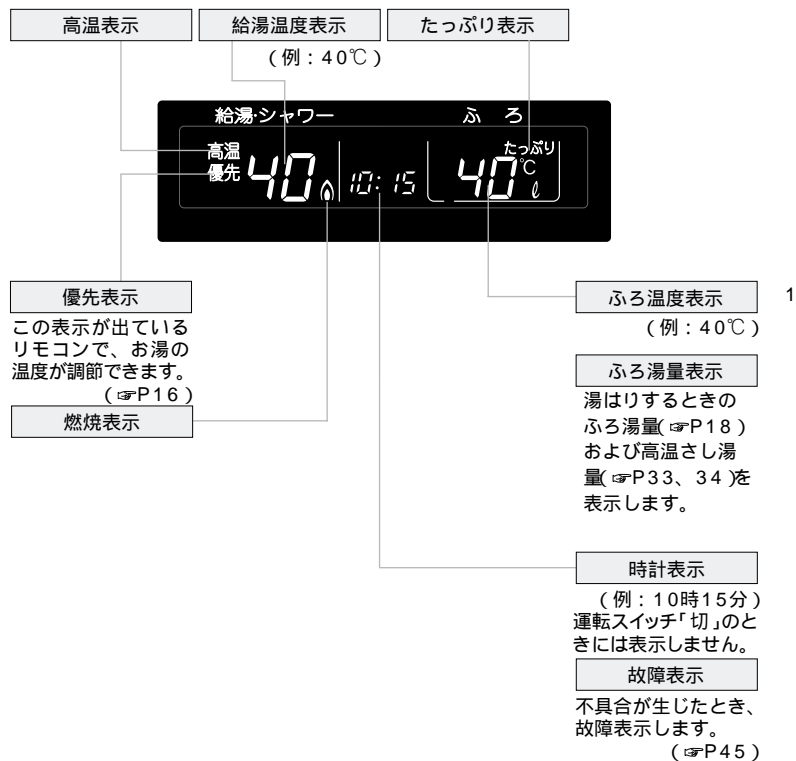 高温表示
給湯温度表示
たっぷり表示
(例:40℃)
給湯・シャワー
ふろ
高温
優先
40
10:15
たっぷり
40℃
ℓ
優先表示
この表示が出ている
リモコンで、お湯の
温度が調節できます。
(☞P16)
燃焼表示
ふろ温度表示
1
(例:40℃)
ふろ湯量表示
湯はりするときの
ふろ湯量(☞P18)
および高温さし湯
量(☞P33、34)を
表示します。
時計表示
(例:10時15分)
運転スイッチ「切」のと
きには表示しません。
故障表示
不具合が生じたとき、
故障表示します。
(☞P45)